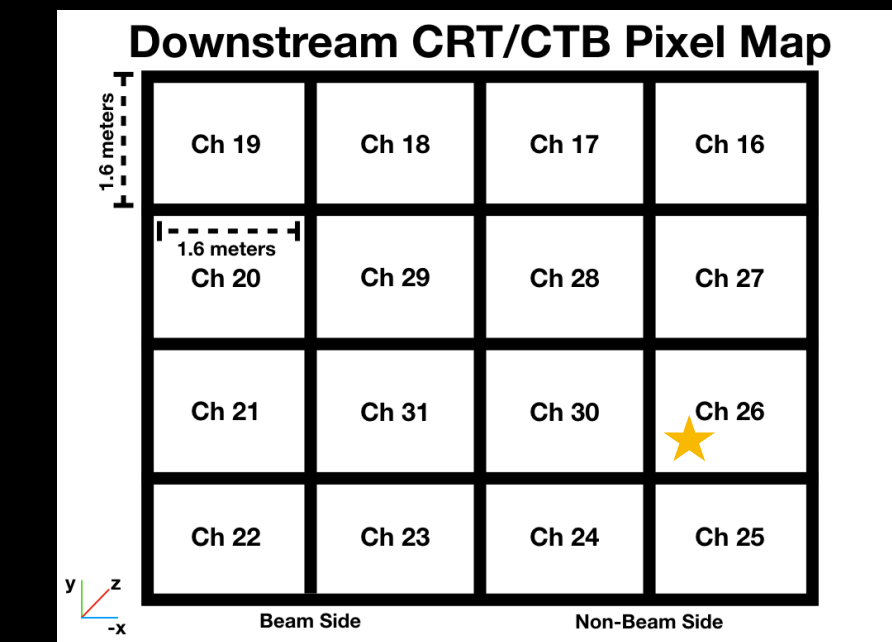 Downstream CRT/CTB Pixel Map
1.6 meters
Ch 19 Ch 18 Ch 17 Ch 16
1.6 meters
Ch 20 Ch 29 Ch 28 Ch 27
Ch 21 Ch 31 Ch 30 Ch 26
Ch 22 Ch 23 Ch 24 Ch 25
y z
-x
Beam Side Non-Beam Side